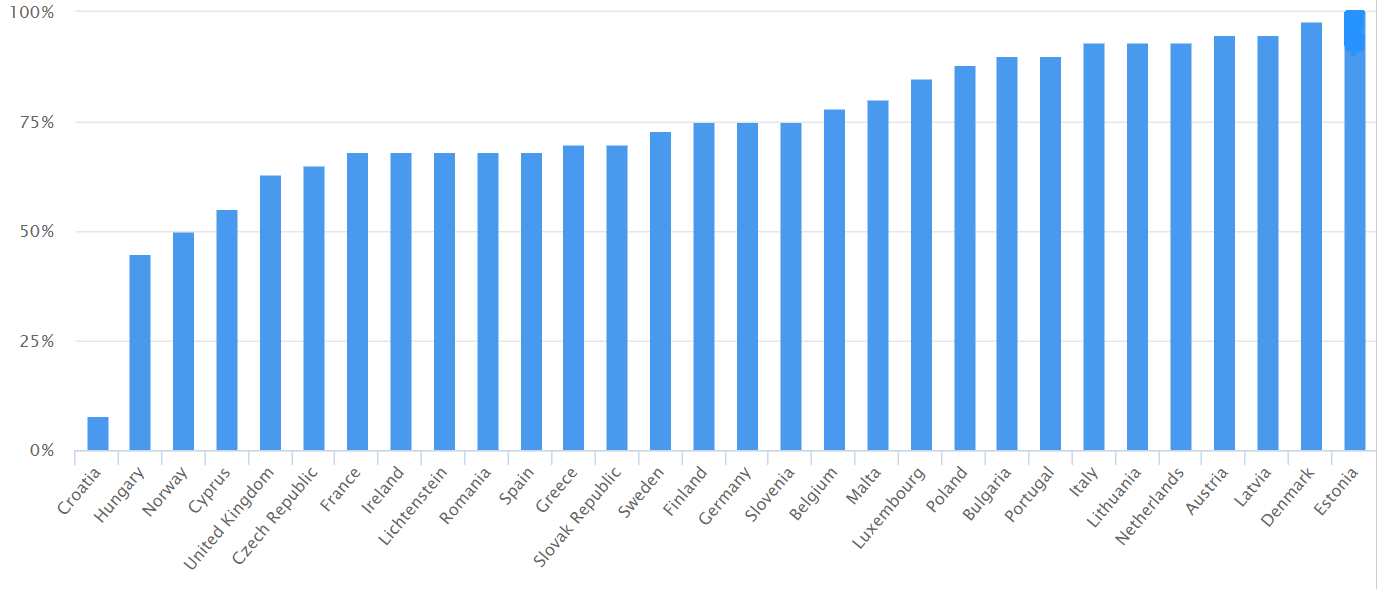 100%
75%
50%
25%
0%
Croatia
Hungary
Norway
Cyprus
United Kingdom
Czech Republic
France
Ireland
Lichtenstein
Romania
Spain
Greece
Slovak Republic
Sweden
Finland
Germany
Slovenia
Belgium
Malta
Luxembourg
Poland
Bulgaria
Portugal
Italy
Lithuania
Netherlands
Austria
Latvia
Denmark
Estonia